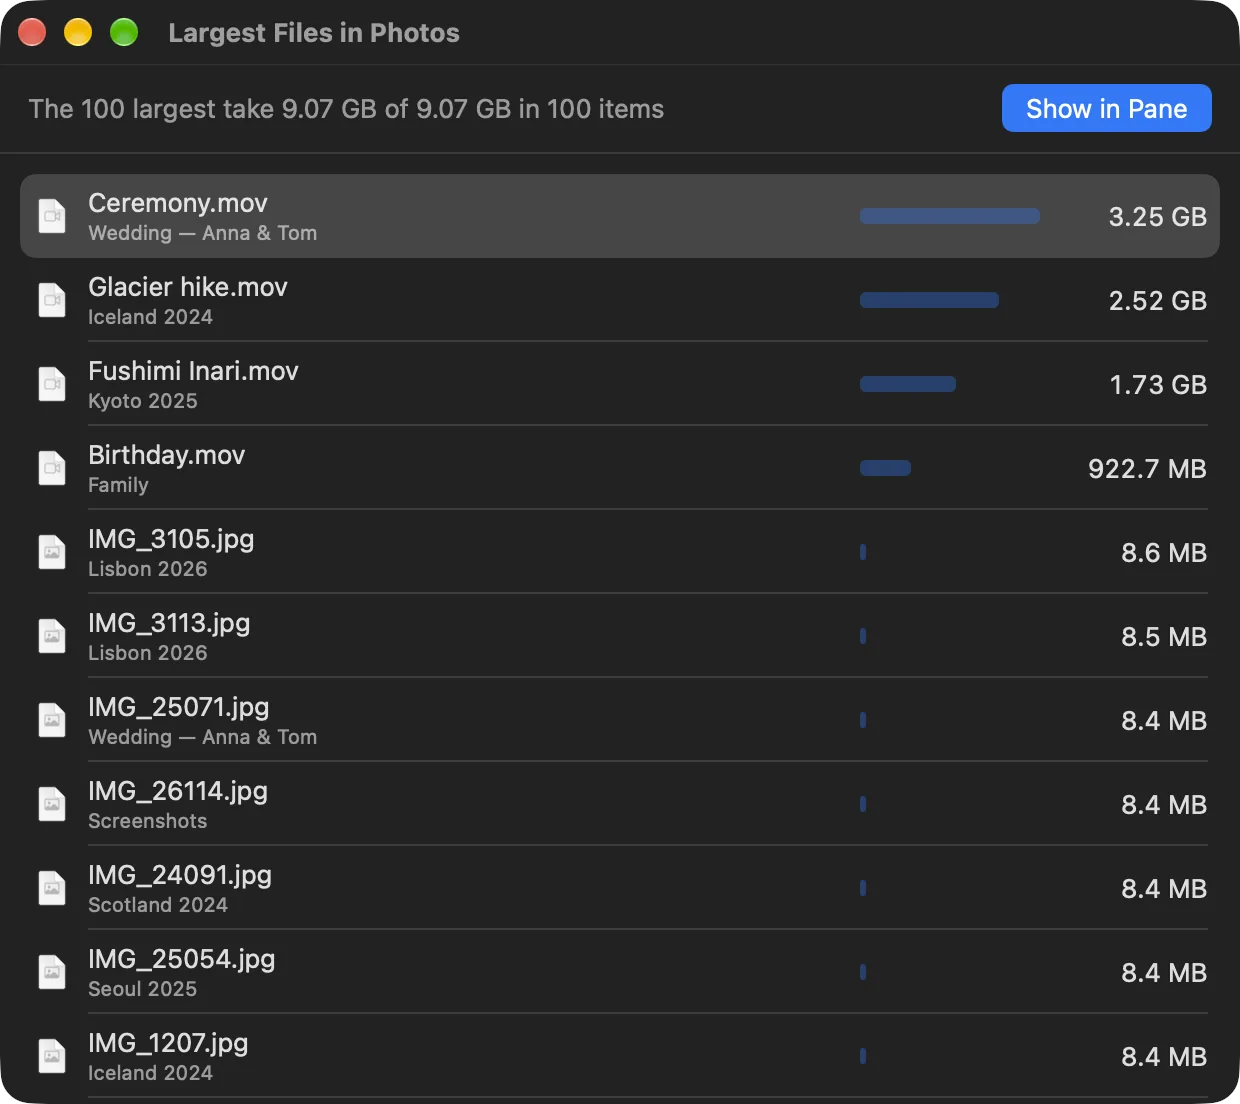 Largest Files in Photos
The 100 largest take 9.07 GB of 9.07 GB in 100 items
Show in Pane
Ceremony.mov
Wedding — Anna & Tom
3.25 GB
Glacier hike.mov
Iceland 2024
2.52 GB
Fushimi Inari.mov
Kyoto 2025
1.73 GB
Birthday.mov
Family
922.7 MB
IMG_3105.jpg
Lisbon 2026
8.6 MB
IMG_3113.jpg
Lisbon 2026
8.5 MB
IMG_25071.jpg
Wedding — Anna & Tom
8.4 MB
IMG_26114.jpg
Screenshots
8.4 MB
IMG_24091.jpg
Scotland 2024
8.4 MB
IMG_25054.jpg
Seoul 2025
8.4 MB
IMG_1207.jpg
Iceland 2024
8.4 MB